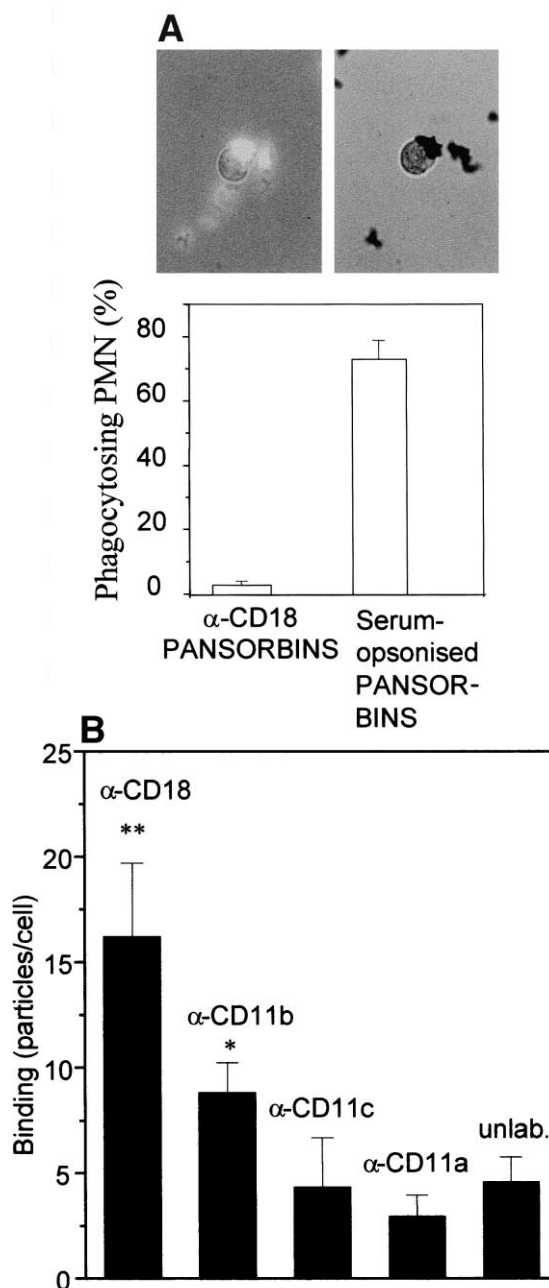 A
Phagocytosing PMN (%)
80
60
40
20
0
α-CD18
PANSORBINS
Serum-
opsonised
PANSOR-
BINS
B
Binding (particles/cell)
25
20
15
10
5
0
α-CD18
**
α-CD11b
*
α-CD11c
α-CD11a
unlab.